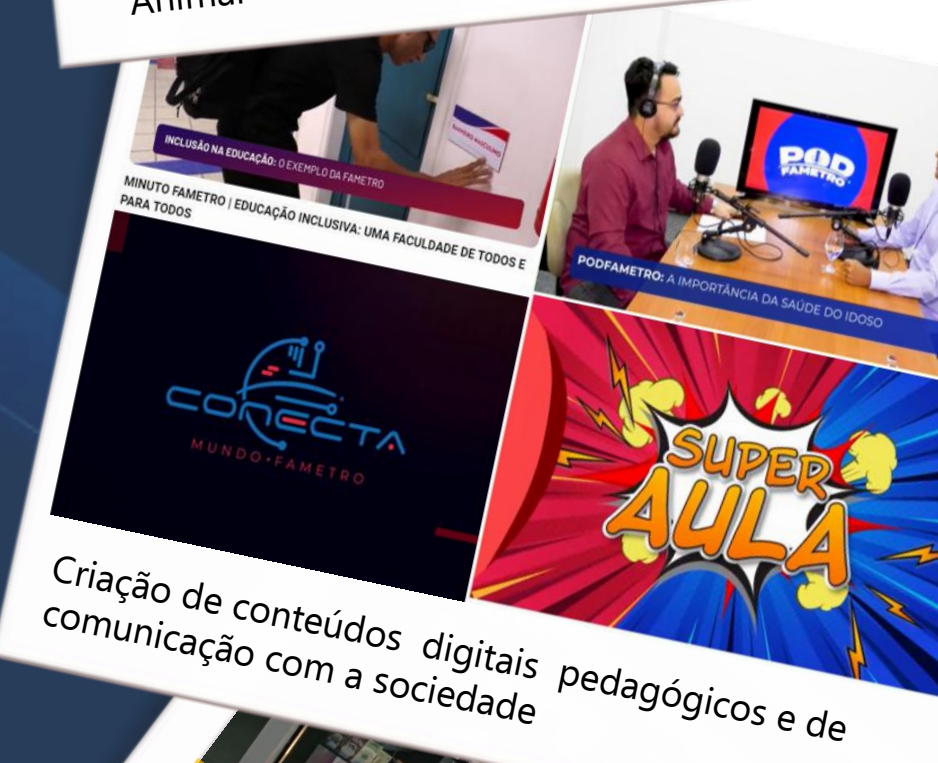 Animal
BANHEIRO MASCULINO
INCLUSÃO NA EDUCAÇÃO: O EXEMPLO DA FAMETRO
MINUTO FAMETRO | EDUCAÇÃO INCLUSIVA: UMA FACULDADE DE TODOS E
PARA TODOS
POD
FAMETRO
PODFAMETRO: A IMPORTÂNCIA DA SAÚDE DO IDOSO
CONECTA
MUNDO•FAMETRO
SUPER
AULA
Criação de conteúdos digitais pedagógicos e de
comunicação com a sociedade